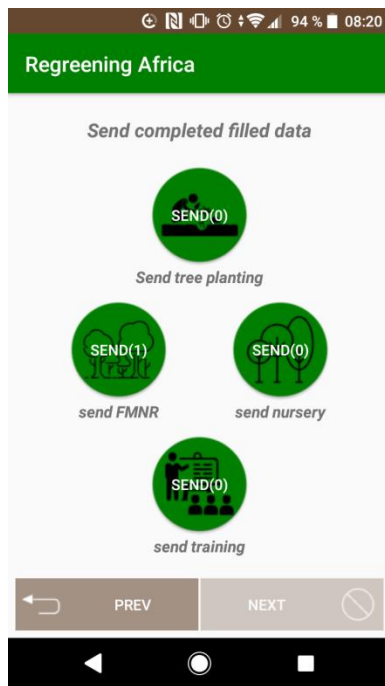 94 % 08:20
Regreening Africa
Send completed filled data
SEND(0)
Send tree planting
SEND(1)
SEND(0)
send FMNR
send nursery
SEND(0)
send training
PREV
NEXT